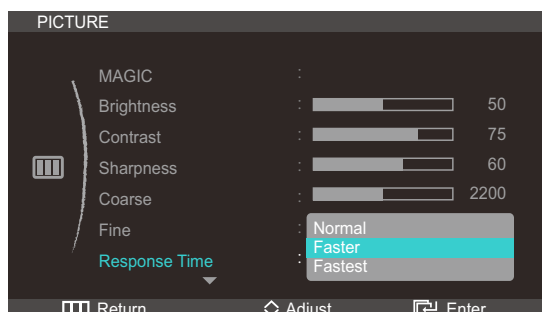 PICTURE
MAGIC :
Brightness : 50
Contrast : 75
Sharpness : 60
Coarse : 2200
Fine : Normal
Faster
Response Time : Fastest
Return Adjust Enter